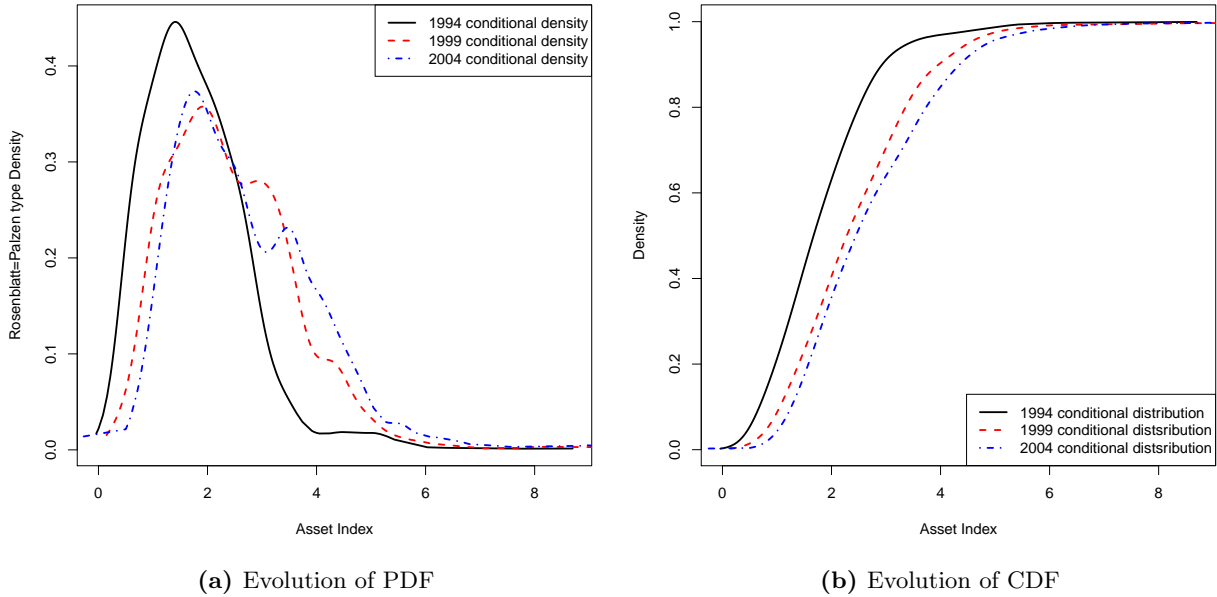 1994 conditional density
1999 conditional density
2004 conditional density
Rosenblatt=Palzen type Density
0.0
0.1
0.2
0.3
0.4
0 2 4 6 8
Asset Index
(a) Evolution of PDF
Density
0.0
0.2
0.4
0.6
0.8
1.0
1994 conditional distribution
1999 conditional distsribution
2004 conditional distsribution
0 2 4 6 8
Asset Index
(b) Evolution of CDF